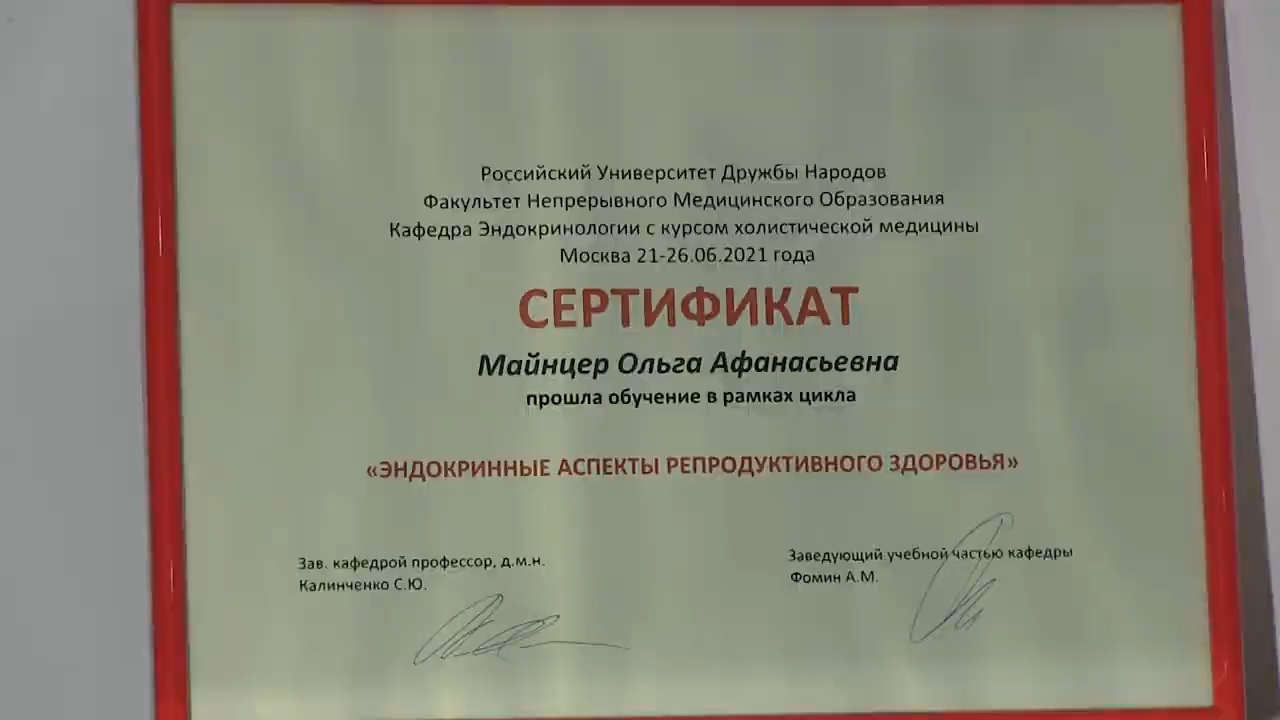 Российский Университет Дружбы Народов
Факультет Непрерывного Медицинского Образования
Кафедра Эндокринологии с курсом холистической медицины
Москва 21-26.06.2021 года
СЕРТИФИКАТ
Майнцер Ольга Афанасьевна
прошла обучение в рамках цикла
«ЭНДОКРИННЫЕ АСПЕКТЫ РЕПРОДУКТИВНОГО ЗДОРОВЬЯ»
Зав. кафедрой профессор, д.м.н.
Калинченко С.Ю.
Заведующий учебной частью кафедры
Фомин А.М.